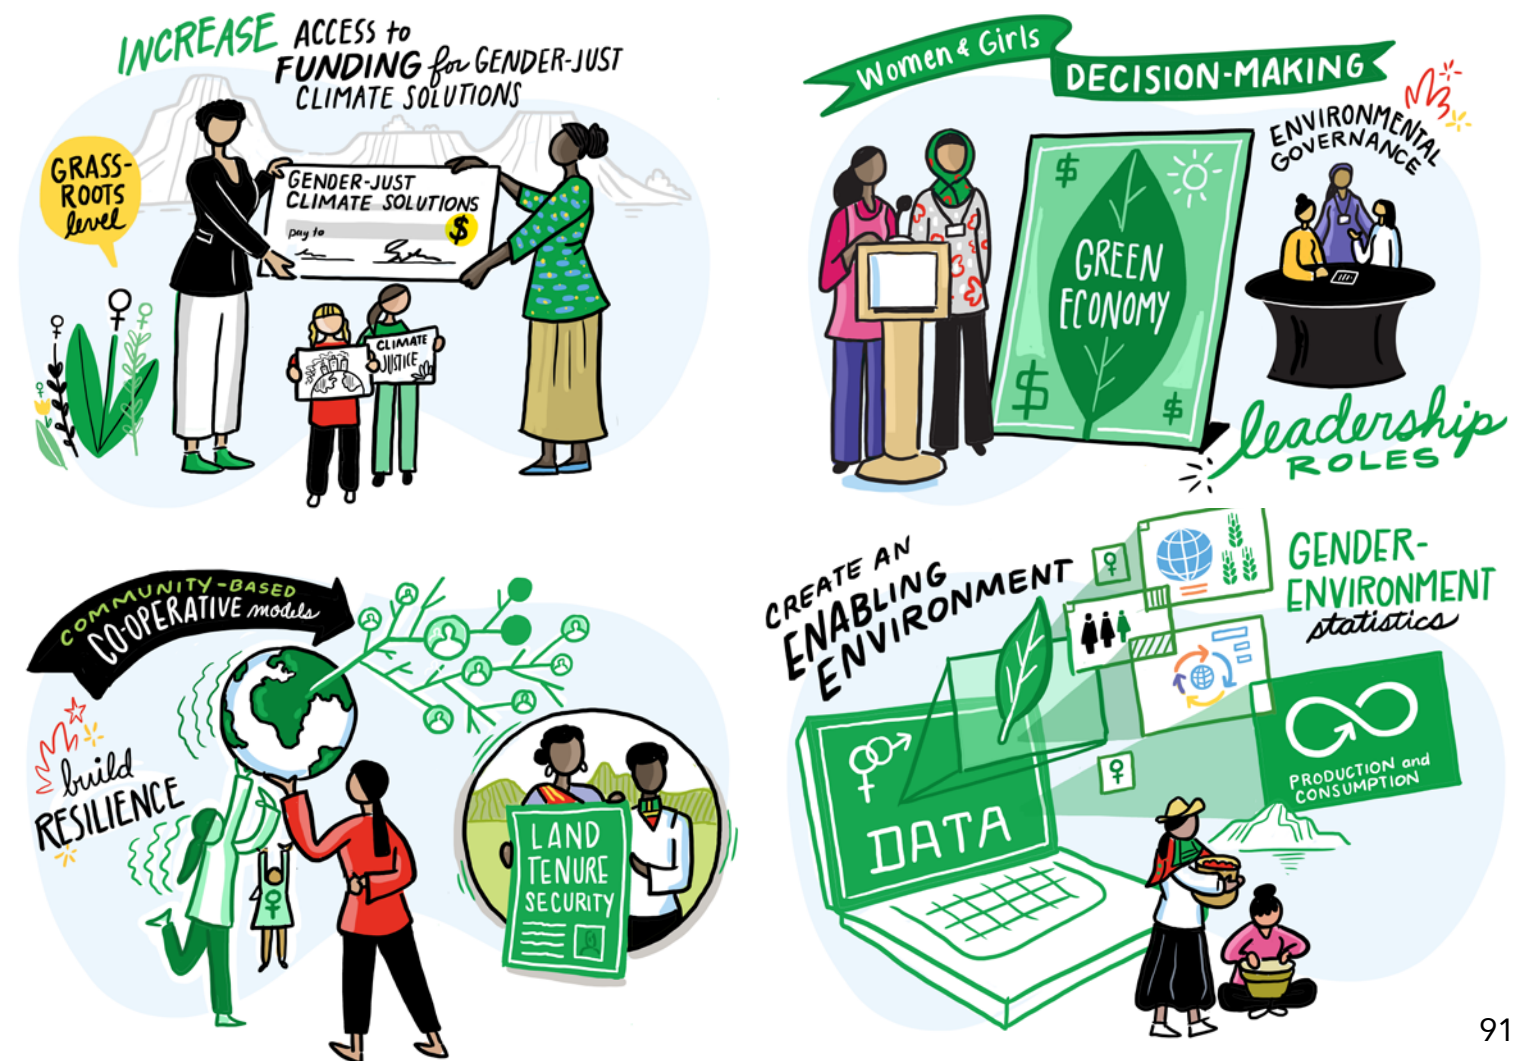 INCREASE ACCESS to
FUNDING for GENDER-JUST
CLIMATE SOLUTIONS
GRASS-
ROOTS
level
GENDER-JUST
CLIMATE SOLUTIONS
pay to
$
CLIMATE
JUSTICE
Women & Girls
DECISION-MAKING
ENVIRONMENTAL
GOVERNANCE
$
GREEN
ECONOMY
$
$
leadership
ROLES
COMMUNITY-BASED
CO-OPERATIVE models
build
RESILIENCE
LAND
TENURE
SECURITY
CREATE AN
ENABLING
ENVIRONMENT
GENDER-
ENVIRONMENT
statistics
DATA
PRODUCTION and
CONSUMPTION
91